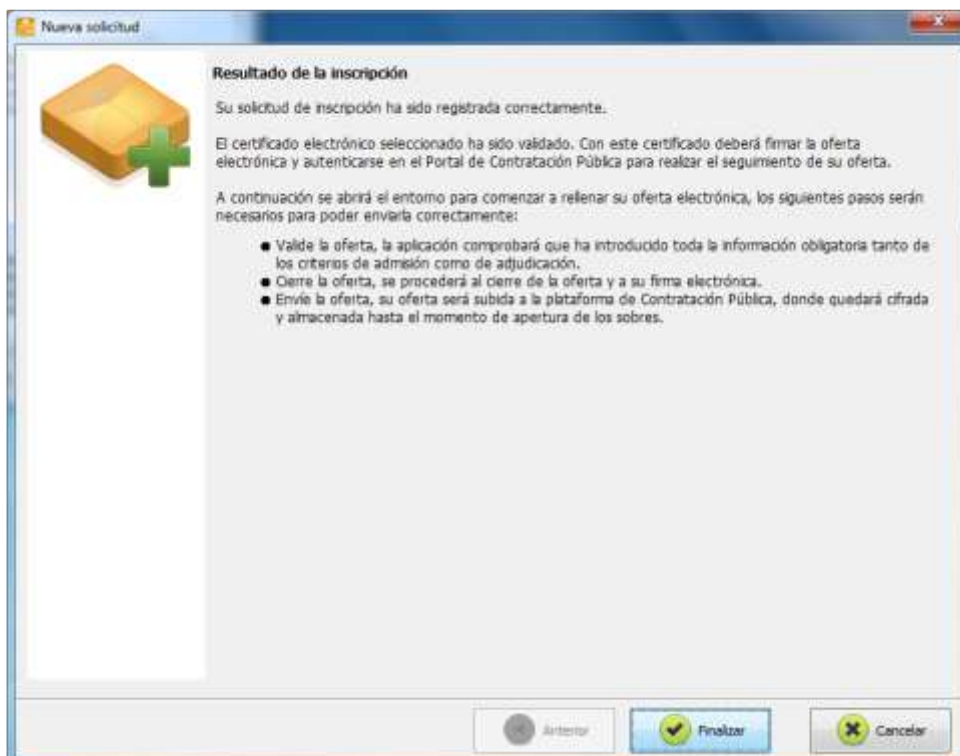 Nueva solicitud
Resultado de la inscripción
Su solicitud de inscripción ha sido registrada correctamente.
El certificado electrónico seleccionado ha sido validado. Con este certificado deberá firmar la oferta
electrónica y autenticarse en el Portal de Contratación Pública para realizar el seguimiento de su oferta.
A continuación se abrirá el entorno para comenzar a rellenar su oferta electrónica, los siguientes pasos serán
necesarios para poder enviarla correctamente:
● Valide la oferta, la aplicación comprobará que ha introducido toda la información obligatoria tanto de
los criterios de admisión como de adjudicación.
● Cierre la oferta, se procederá al cierre de la oferta y a su firma electrónica.
● Envíe la oferta, su oferta será subida a la plataforma de Contratación Pública, donde quedará cifrada
y almacenada hasta el momento de apertura de los sobres.
Anterior Finalizar Cancelar